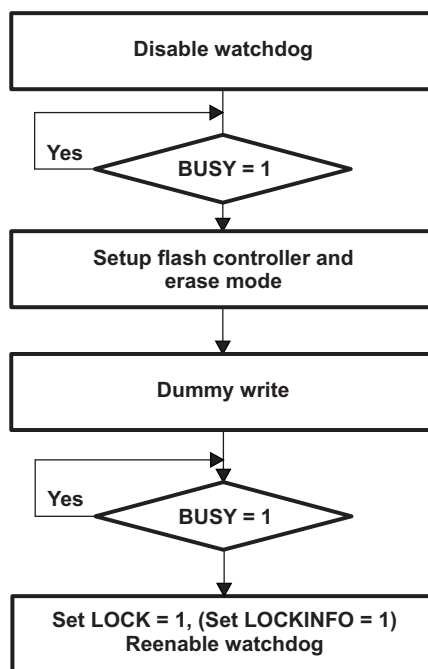 Disable watchdog
Yes
BUSY = 1
Setup flash controller and
erase mode
Dummy write
Yes
BUSY = 1
Set LOCK = 1, (Set LOCKINFO = 1)
Reenable watchdog